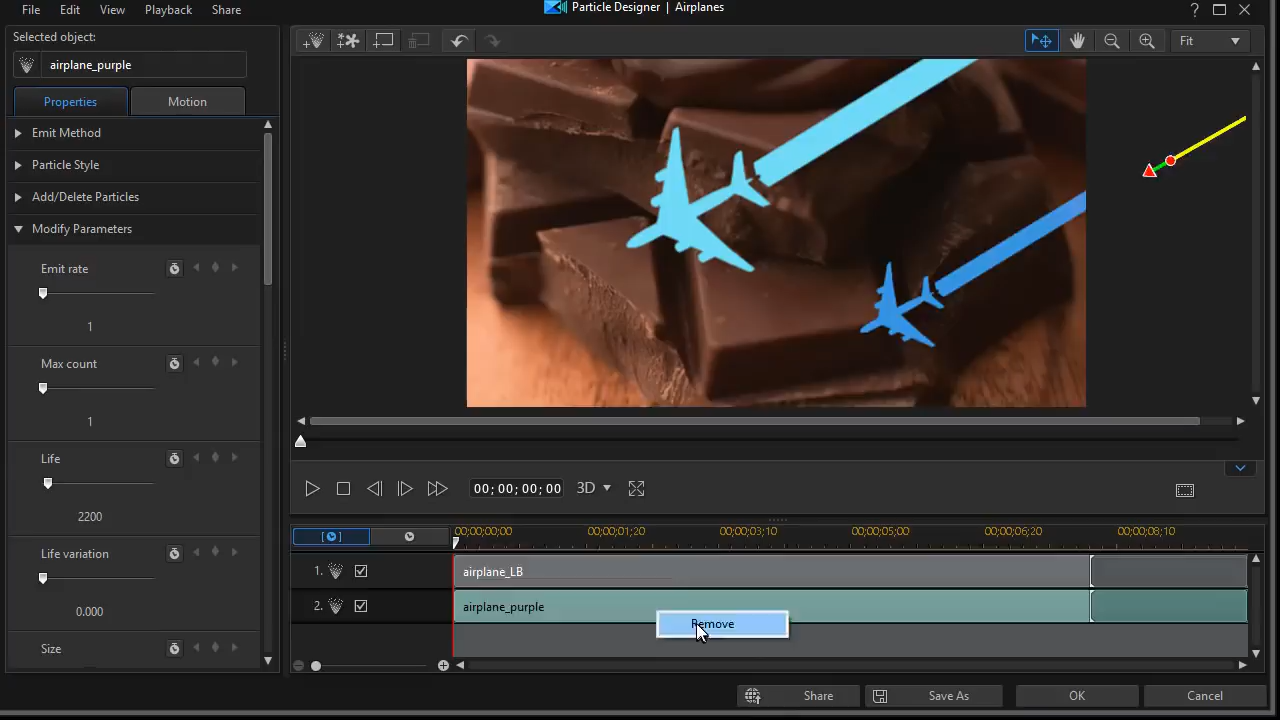 File Edit View Playback Share
Particle Designer | Airplanes
?
Selected object:
airplane_purple
Fit
Properties Motion
Emit Method
Particle Style
Add/Delete Particles
Modify Parameters
Emit rate
1
Max count
1
Life
2200
Life variation
0.000
Size
00; 00; 00; 00 3D
00;00;00;00 00;00;01;20 00;00;03;10 00;00;05;00 00;00;06;20 00;00;08;10
1. airplane_LB
2. airplane_purple
Remove
Share Save As OK Cancel